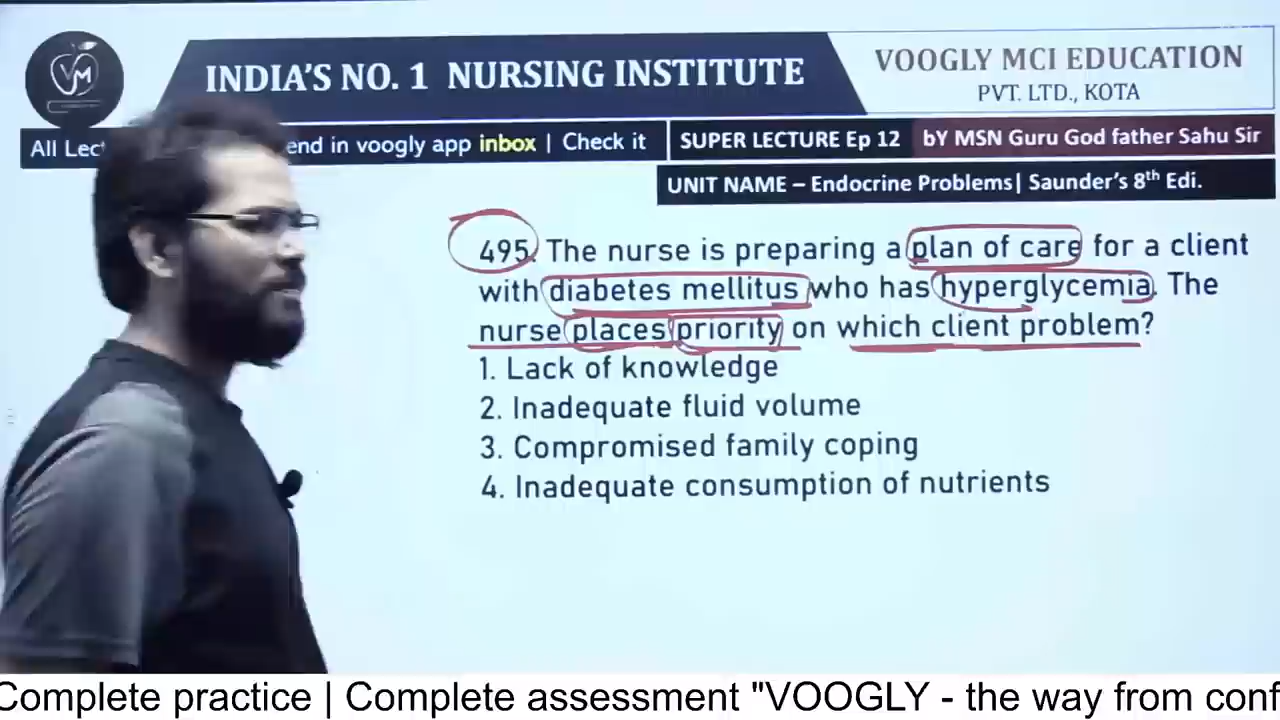 VM
INDIA'S NO. 1 NURSING INSTITUTE
VOOGLY MCI EDUCATION
PVT. LTD., KOTA
All Lect end in voogly app inbox | Check it
SUPER LECTURE Ep 12 bY MSN Guru God father Sahu Sir
UNIT NAME – Endocrine Problems| Saunder's 8th Edi.
495. The nurse is preparing a plan of care for a client
with diabetes mellitus who has hyperglycemia. The
nurse places priority on which client problem?
1. Lack of knowledge
2. Inadequate fluid volume
3. Compromised family coping
4. Inadequate consumption of nutrients
Complete practice | Complete assessment "VOOGLY - the way from conf